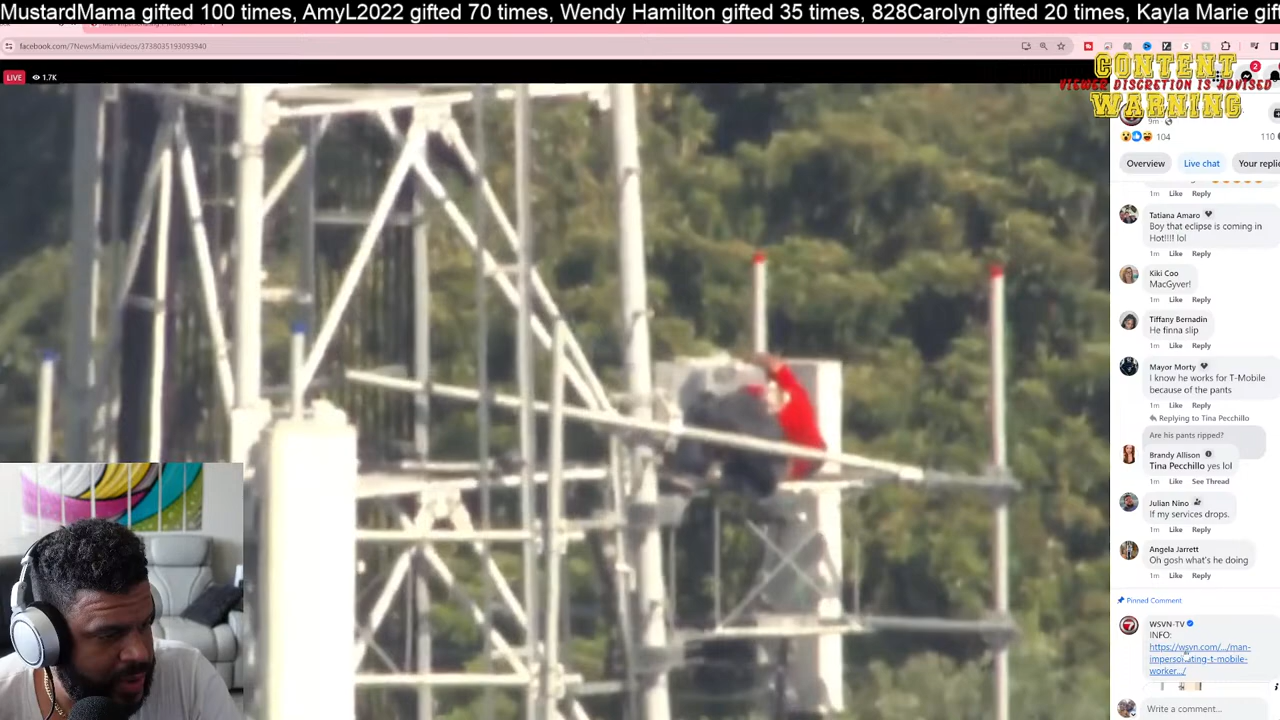 MustardMama gifted 100 times, AmyL2022 gifted 70 times, Wendy Hamilton gifted 35 times, 828Carolyn gifted 20 times, Kayla Marie gif
facebook.com/7NewsMiami/videos/3738035193093940
LIVE 1.7K
CONTENT
VIEWER DISCRETION IS ADVISED
WARNING
2
9m
104 110
Overview Live chat Your repli
1m Like Reply
Tatiana Amaro
Boy that eclipse is coming in
Hot!!!! lol
1m Like Reply
Kiki Coo
MacGyver!
1m Like Reply
Tiffany Bernadin
He finna slip
1m Like Reply
Mayor Morty
I know he works for T-Mobile
because of the pants
1m Like Reply
Replying to Tina Pecchillo
Are his pants ripped?
Brandy Allison
Tina Pecchillo yes lol
1m Like See Thread
Julian Nino
If my services drops.
1m Like Reply
Angela Jarrett
Oh gosh what's he doing
1m Like Reply
Pinned Comment
WSVN-TV
INFO:
https://wsvn.com/.../man-
impersonating-t-mobile-
worker.../
Write a comment...